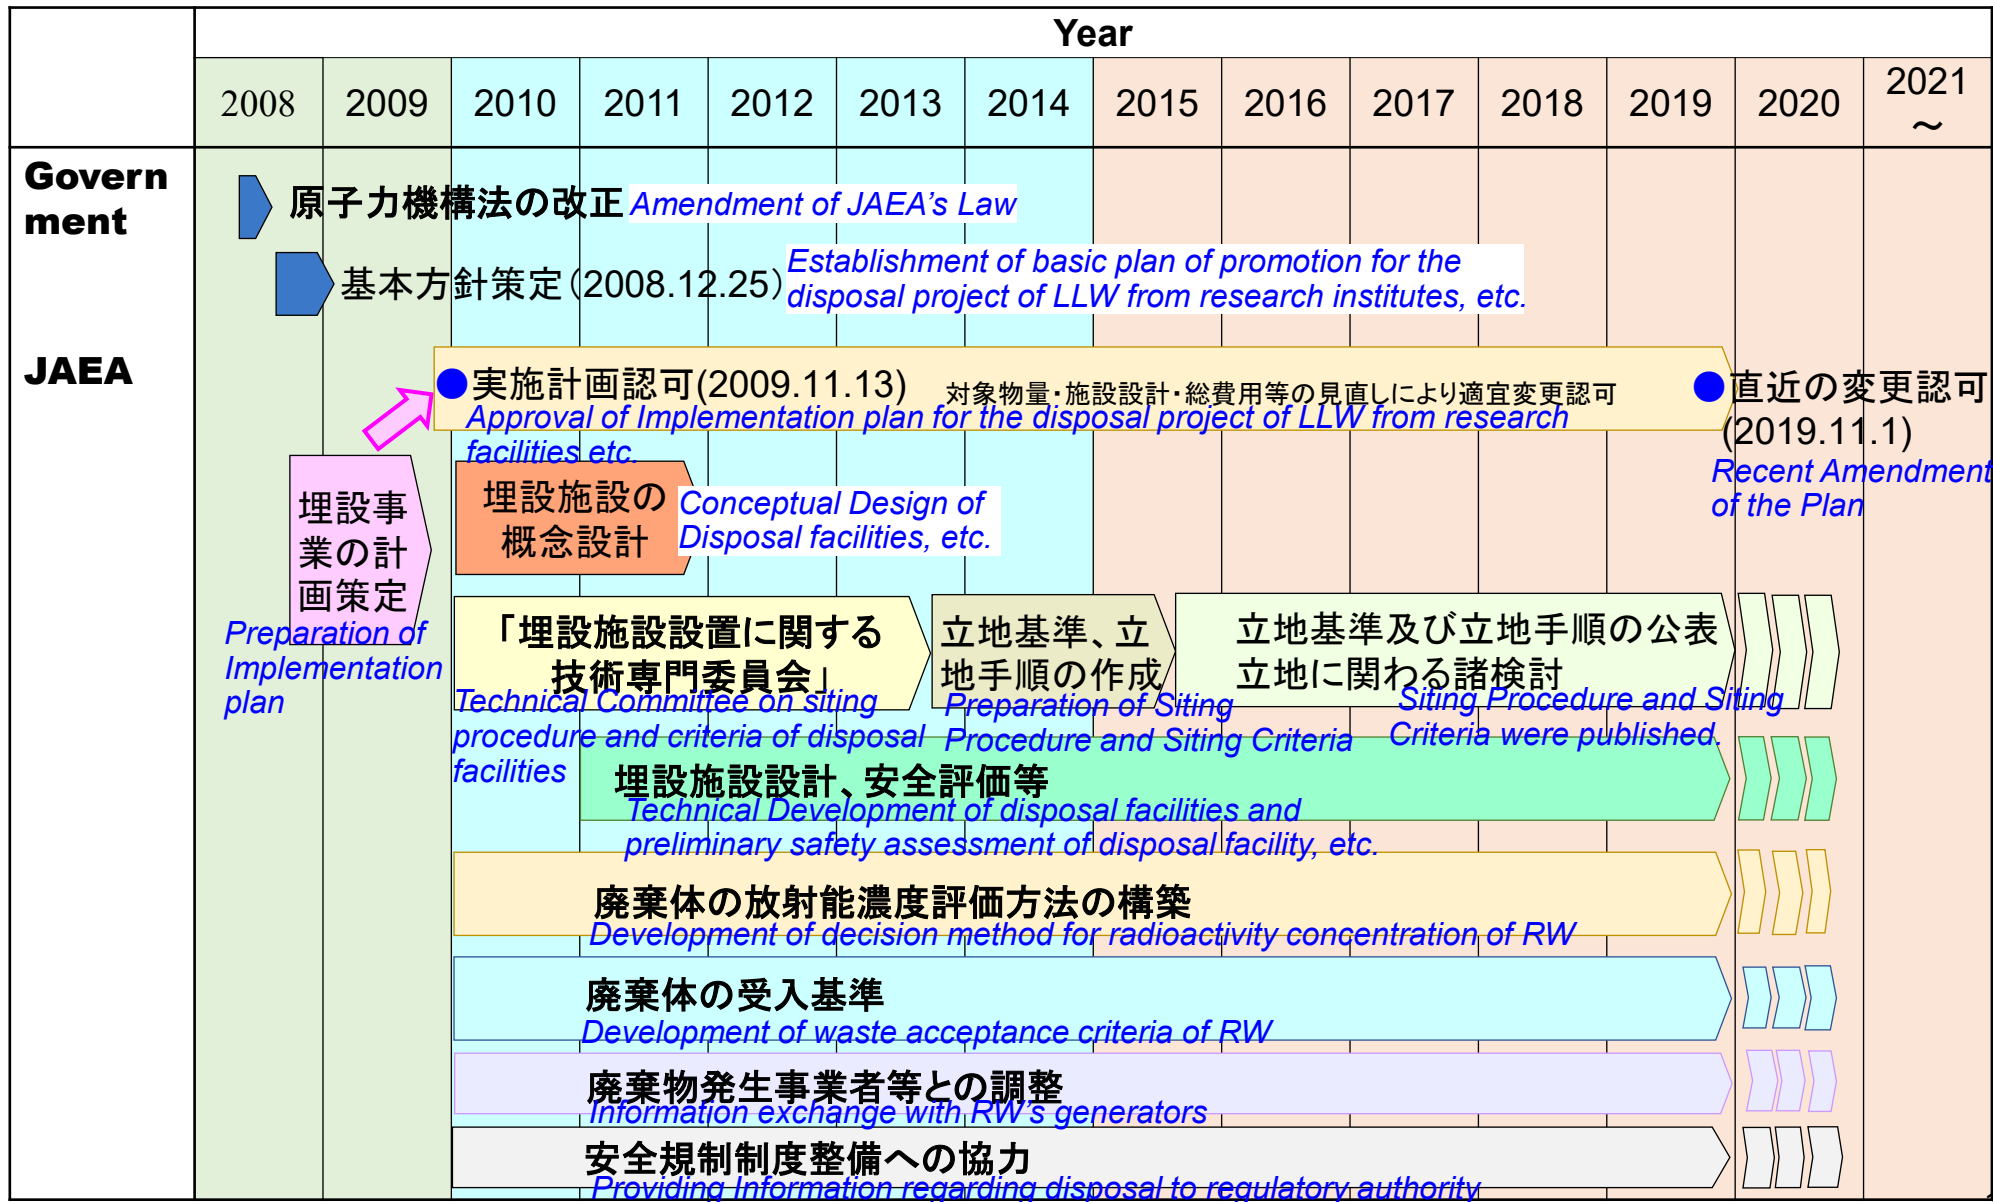 Year
2008
2009
2010
2011
2012
2013
2014
2015
2016
2017
2018
2019
2020
2021
～
Govern
ment
原子力機構法の改正 Amendment of JAEA's Law
基本方針策定（2008.12.25）
Establishment of basic plan of promotion for the
disposal project of LLW from research institutes, etc.
JAEA
実施計画認可(2009.11.13)
対象物量・施設設計・総費用等の見直しにより適宜変更認可
Approval of Implementation plan for the disposal project of LLW from research
facilities etc.
直近の変更認可
(2019.11.1)
Recent Amendment
of the Plan
埋設事
業の計
画策定
Preparation of
Implementation
plan
埋設施設の
概念設計
Conceptual Design of
Disposal facilities, etc.
「埋設施設設置に関する
技術専門委員会」
Technical Committee on siting
procedure and criteria of disposal
facilities
立地基準、立
地手順の作成
Preparation of Siting
Procedure and Siting Criteria
立地基準及び立地手順の公表
立地に関わる諸検討
Siting Procedure and Siting
Criteria were published.
埋設施設設計、安全評価等
Technical Development of disposal facilities and
preliminary safety assessment of disposal facility, etc.
廃棄体の放射能濃度評価方法の構築
Development of decision method for radioactivity concentration of RW
廃棄体の受入基準
Development of waste acceptance criteria of RW
廃棄物発生事業者等との調整
Information exchange with RW's generators
安全規制制度整備への協力
Providing Information regarding disposal to regulatory authority